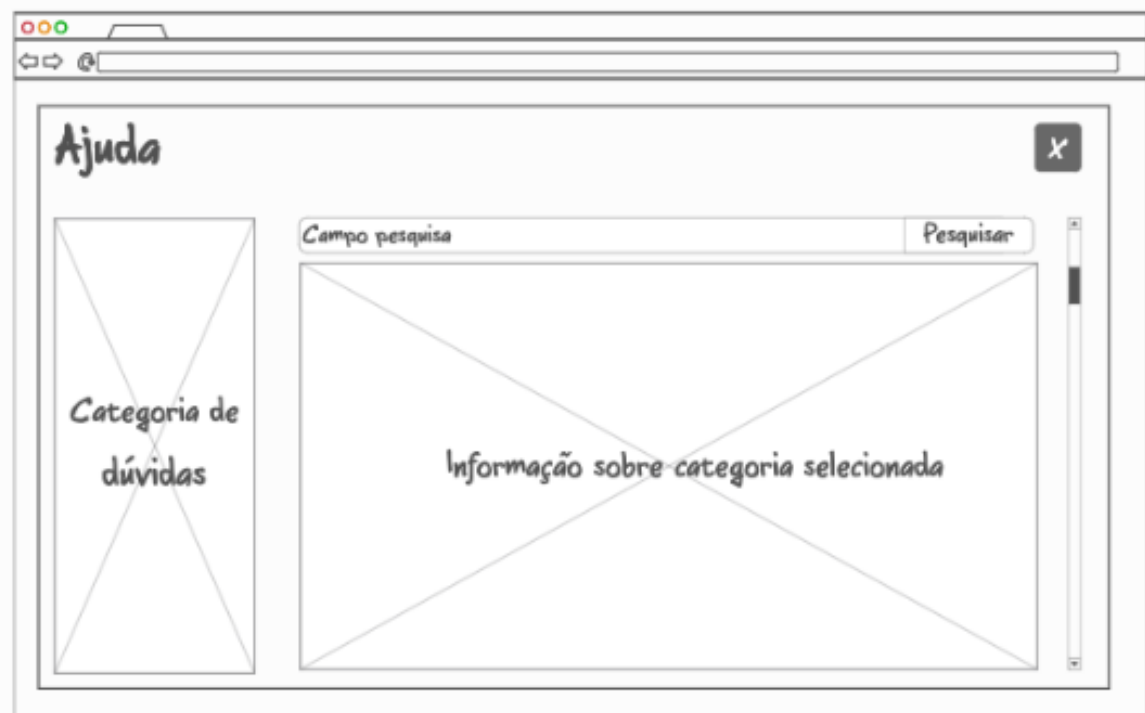 Ajuda
X
Campo pesquisa
Pesquisar
Categoria de
dúvidas
Informação sobre categoria selecionada